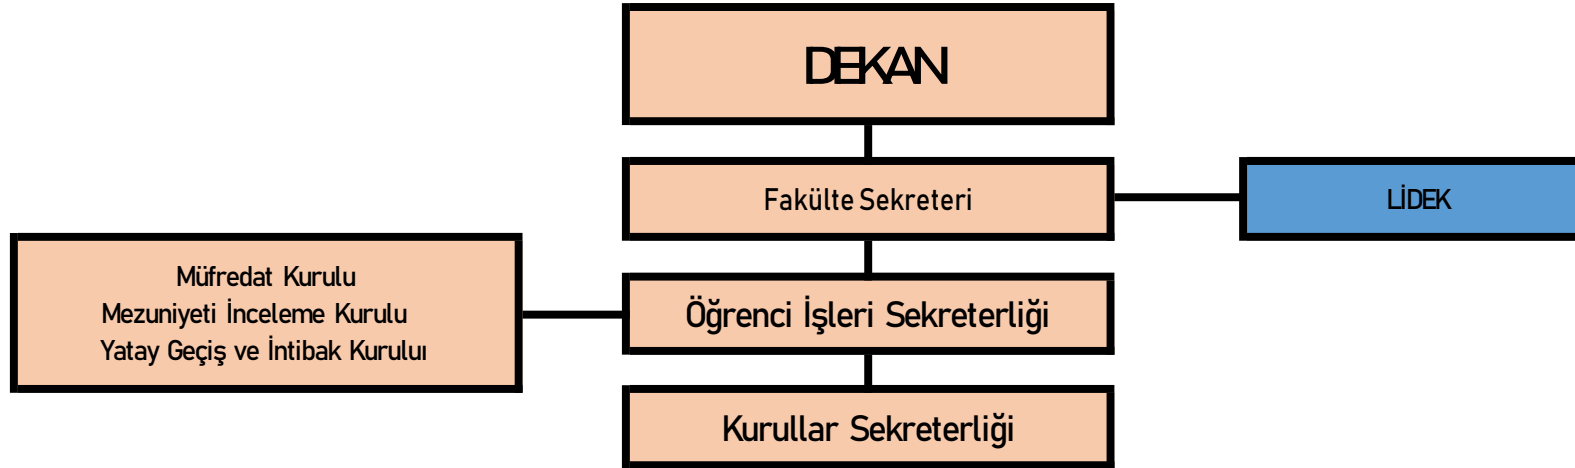 DEKAN
Fakülte Sekreteri
LİDEK
Müfredat Kurulu
Mezuniyeti İnceleme Kurulu
Yatay Geçiş ve İntibak Kuruluı
Öğrenci İşleri Sekreterliği
Kurullar Sekreterliği